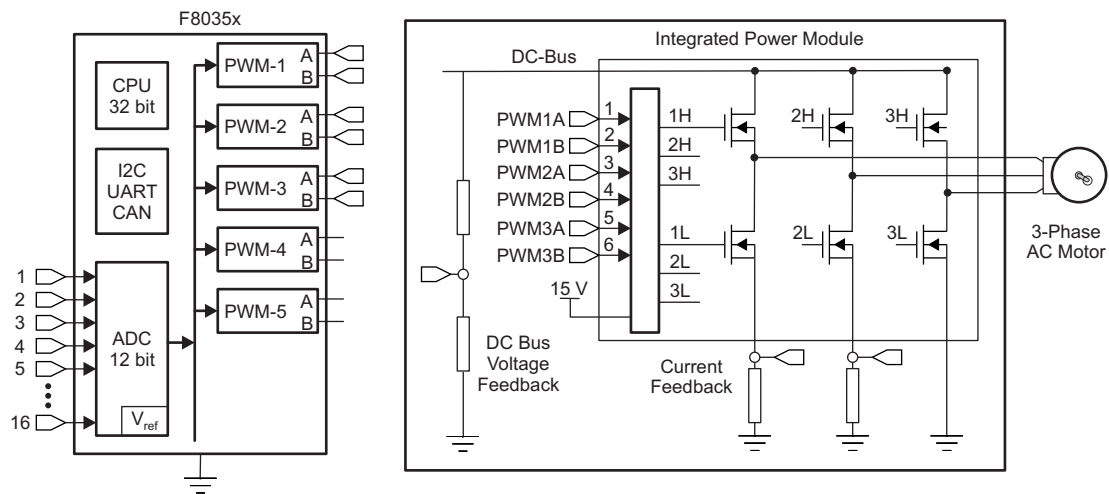 F8035x
CPU
32 bit
I2C
UART
CAN
ADC
12 bit
Vref
1
2
3
4
5
16
PWM-1
A
B
PWM-2
A
B
PWM-3
A
B
PWM-4
A
B
PWM-5
A
B
Integrated Power Module
DC-Bus
PWM1A
PWM1B
PWM2A
PWM2B
PWM3A
PWM3B
1
2
3
4
5
6
15 V
1H
2H
3H
1L
2L
3L
2H
3H
2L
3L
DC Bus
Voltage
Feedback
Current
Feedback
3-Phase
AC Motor